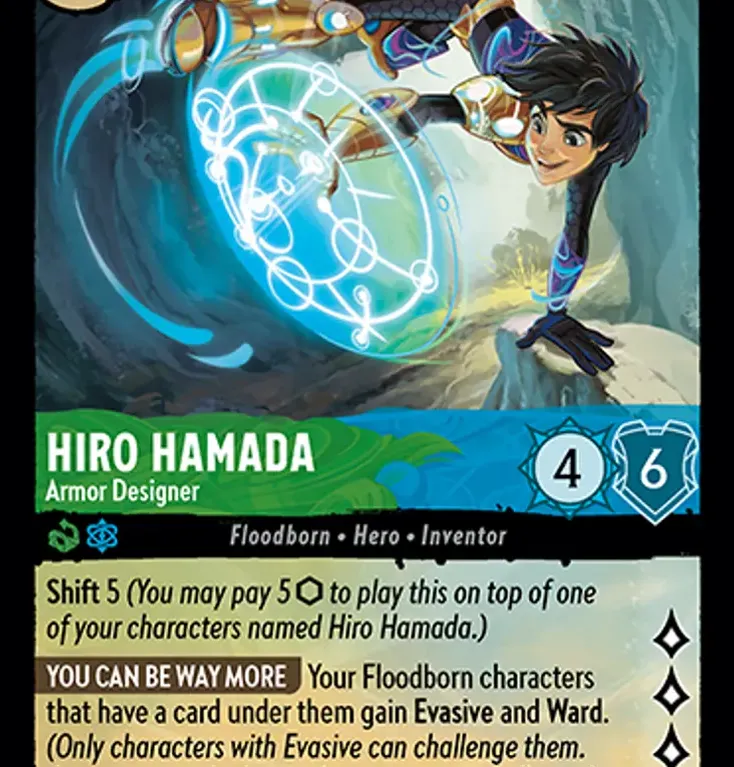 HIRO HAMADA
Armor Designer
4
6
Floodborn • Hero • Inventor
Shift 5 (You may pay 5 ⬡ to play this on top of one
of your characters named Hiro Hamada.)
YOU CAN BE WAY MORE Your Floodborn characters
that have a card under them gain Evasive and Ward.
(Only characters with Evasive can challenge them.